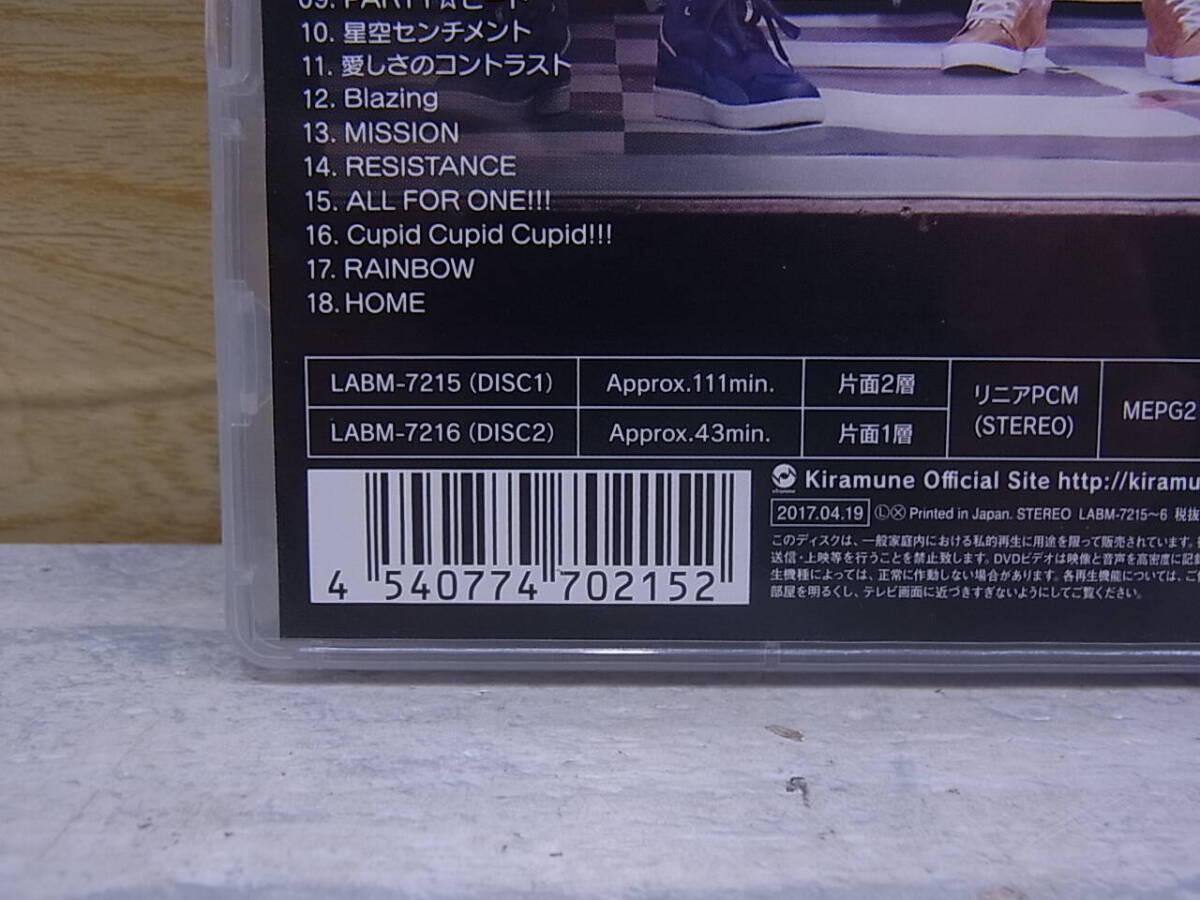 09. PARTY☆ビート
10. 星空センチメント
11. 愛しさのコントラスト
12. Blazing
13. MISSION
14. RESISTANCE
15. ALL FOR ONE!!!
16. Cupid Cupid Cupid!!!
17. RAINBOW
18. HOME
LABM-7215 (DISC1) Approx.111min. 片面2層 リニアPCM (STEREO) MEPG2
LABM-7216 (DISC2) Approx.43min. 片面1層
Kiramune Official Site http://kiramu
2017.04.19 Ⓛⓧ Printed in Japan. STEREO LABM-7215〜6 税抜
このディスクは、一般家庭内における私的再生に用途を限って販売されています。
送信・上映等を行うことを禁止致します。DVDビデオは映像と音声を高密度に記
生機種によっては、正常に作動しない場合があります。各再生機能については、ご
部屋を明るくし、テレビ画面に近づきすぎないようにしてご覧ください。
4 540774 702152